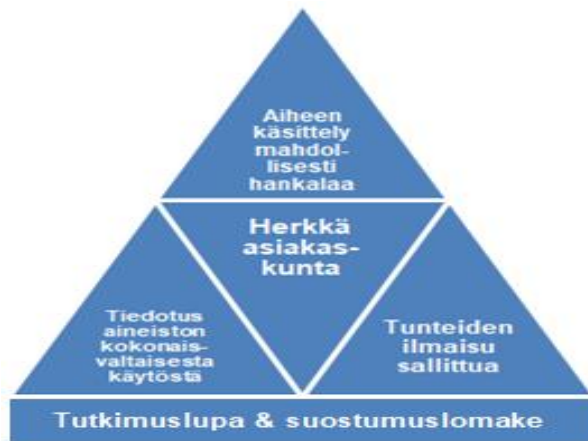 Aiheen
käsittely
mahdol-
lisesti
hankalaa
Herkkä
asiakas-
kunta
Tiedotus
aineiston
kokonais-
valtaisesta
käytöstä
Tunteiden
ilmaisu
sallittua
Tutkimuslupa & suostumuslomake